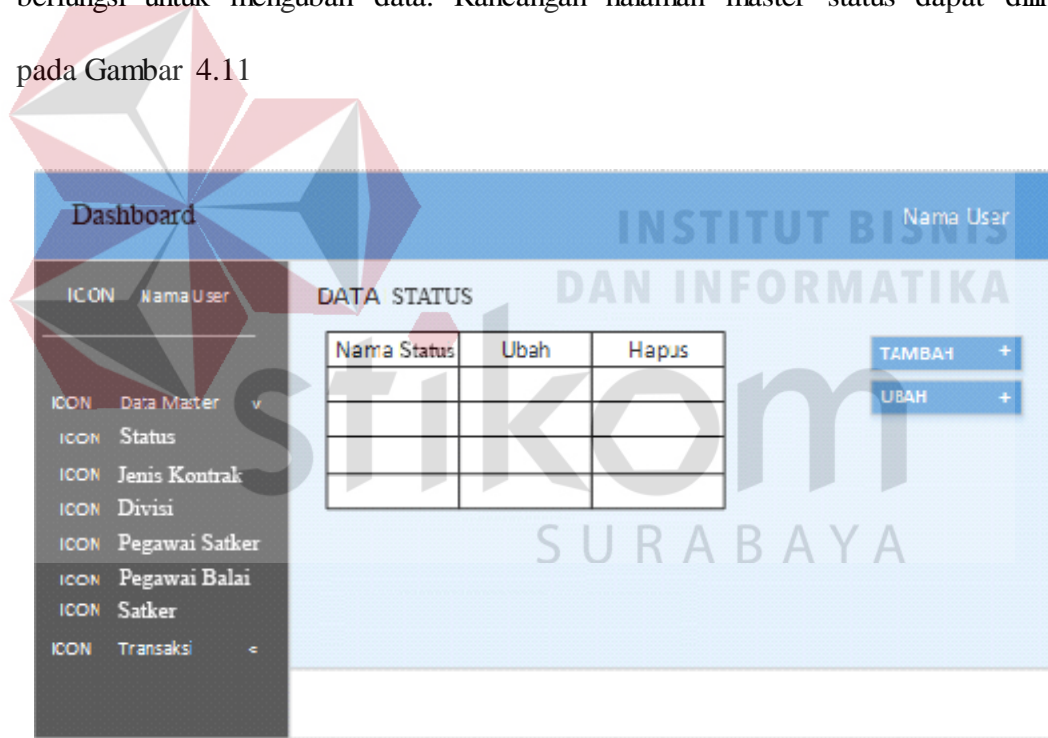 berfungsi untuk mengubah data. Rancangan halaman master status dapat
pada Gambar 4.11
Dashboard
Nama User
INSTITUT BISNIS
DAN INFORMATIKA
stikom
SURABAYA
ICON Nama User
ICON Data Master v
ICON Status
ICON Jenis Kontrak
ICON Divisi
ICON Pegawai Satker
ICON Pegawai Balai
ICON Satker
ICON Transaksi <
DATA STATUS
Nama Status Ubah Hapus
TAMBAH +
UBAH +